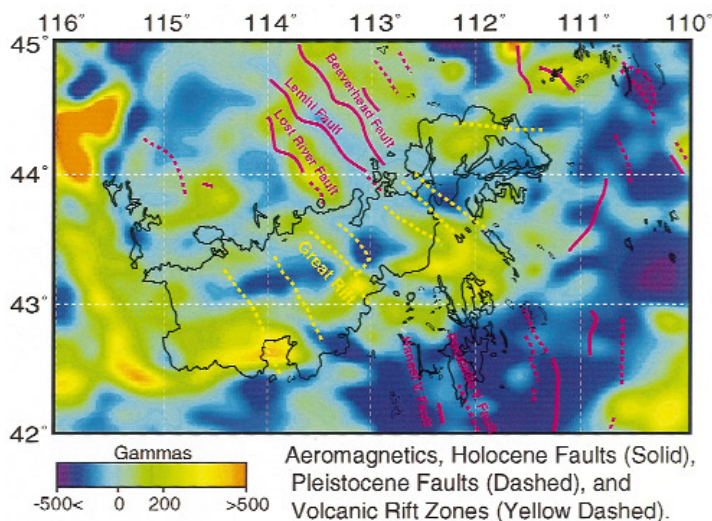 116° 115° 114° 113° 112° 111° 110°
45°
44°
43°
42°
Beaverhead Fault
Lemhi Fault
Lost River Fault
Great Rift
Fault
Fault
Gammas
-500< 0 200 >500
Aeromagnetics, Holocene Faults (Solid),
Pleistocene Faults (Dashed), and
Volcanic Rift Zones (Yellow Dashed).